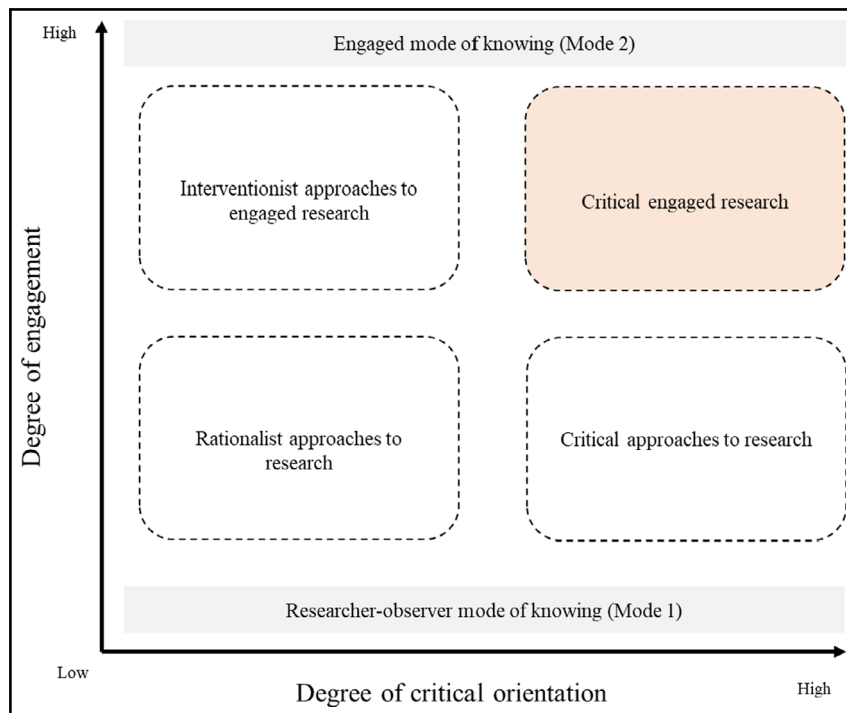 High
Engaged mode of knowing (Mode 2)
Interventionist approaches to
engaged research
Critical engaged research
Degree of engagement
Rationalist approaches to
research
Critical approaches to research
Researcher-observer mode of knowing (Mode 1)
Low
Degree of critical orientation
High